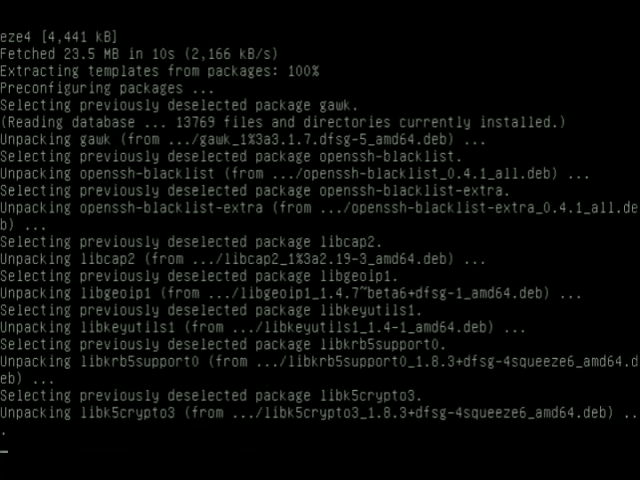 eze4 [4,441 kB]
Fetched 23.5 MB in 10s (2,166 kB/s)
Extracting templates from packages: 100%
Preconfiguring packages ...
Selecting previously deselected package gawk.
(Reading database ... 13769 files and directories currently installed.)
Unpacking gawk (from .../gawk_1%3a3.1.7.dfsg-5_amd64.deb) ...
Selecting previously deselected package openssh-blacklist.
Unpacking openssh-blacklist (from .../openssh-blacklist_0.4.1_all.deb) ...
Selecting previously deselected package openssh-blacklist-extra.
Unpacking openssh-blacklist-extra (from .../openssh-blacklist-extra_0.4.1_all.de
b) ...
Selecting previously deselected package libcap2.
Unpacking libcap2 (from .../libcap2_1%3a2.19-3_amd64.deb) ...
Selecting previously deselected package libgeoip1.
Unpacking libgeoip1 (from .../libgeoip1_1.4.7~beta6+dfsg-1_amd64.deb) ...
Selecting previously deselected package libkeyutils1.
Unpacking libkeyutils1 (from .../libkeyutils1_1.4-1_amd64.deb) ...
Selecting previously deselected package libkrb5support0.
Unpacking libkrb5support0 (from .../libkrb5support0_1.8.3+dfsg-4squeeze6_amd64.d
eb) ...
Selecting previously deselected package libk5crypto3.
Unpacking libk5crypto3 (from .../libk5crypto3_1.8.3+dfsg-4squeeze6_amd64.deb) ..
.
_